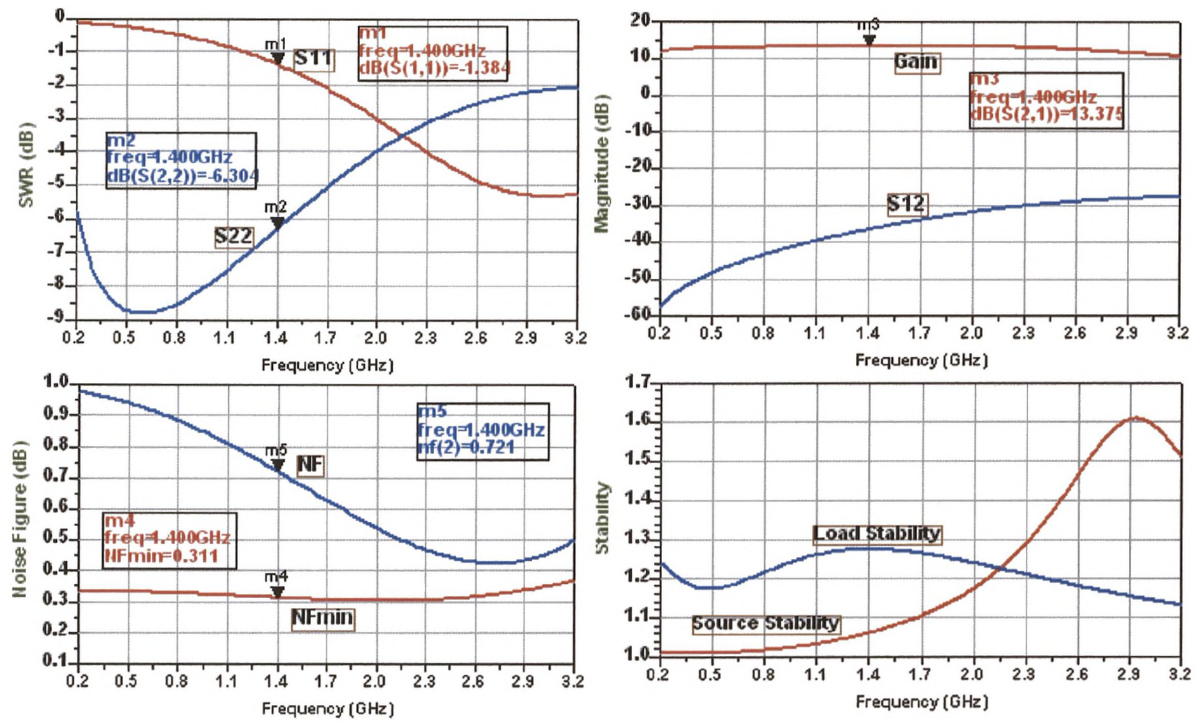 SWR (dB)
0
-1
-2
-3
-4
-5
-6
-7
-8
-9
m1
S11
m1
freq=1.400GHz
dB(S(1,1))=-1.384
m2
freq=1.400GHz
dB(S(2,2))=-6.304
m2
S22
0.2 0.5 0.8 1.1 1.4 1.7 2.0 2.3 2.6 2.9 3.2
Frequency (GHz)
Magnitude (dB)
20
10
0
-10
-20
-30
-40
-50
-60
m3
Gain
m3
freq=1.400GHz
dB(S(2,1))=13.375
S12
0.2 0.5 0.8 1.1 1.4 1.7 2.0 2.3 2.6 2.9 3.2
Frequency (GHz)
Noise Figure (dB)
1.0
0.9
0.8
0.7
0.6
0.5
0.4
0.3
0.2
0.1
m5
freq=1.400GHz
nf(2)=0.721
m5
NF
m4
freq=1.400GHz
NFmin=0.311
m4
NFmin
0.2 0.5 0.8 1.1 1.4 1.7 2.0 2.3 2.6 2.9 3.2
Frequency (GHz)
Stability
1.7
1.6
1.5
1.4
1.3
1.2
1.1
1.0
Load Stability
Source Stability
0.2 0.5 0.8 1.1 1.4 1.7 2.0 2.3 2.6 2.9 3.2
Frequency (GHz)